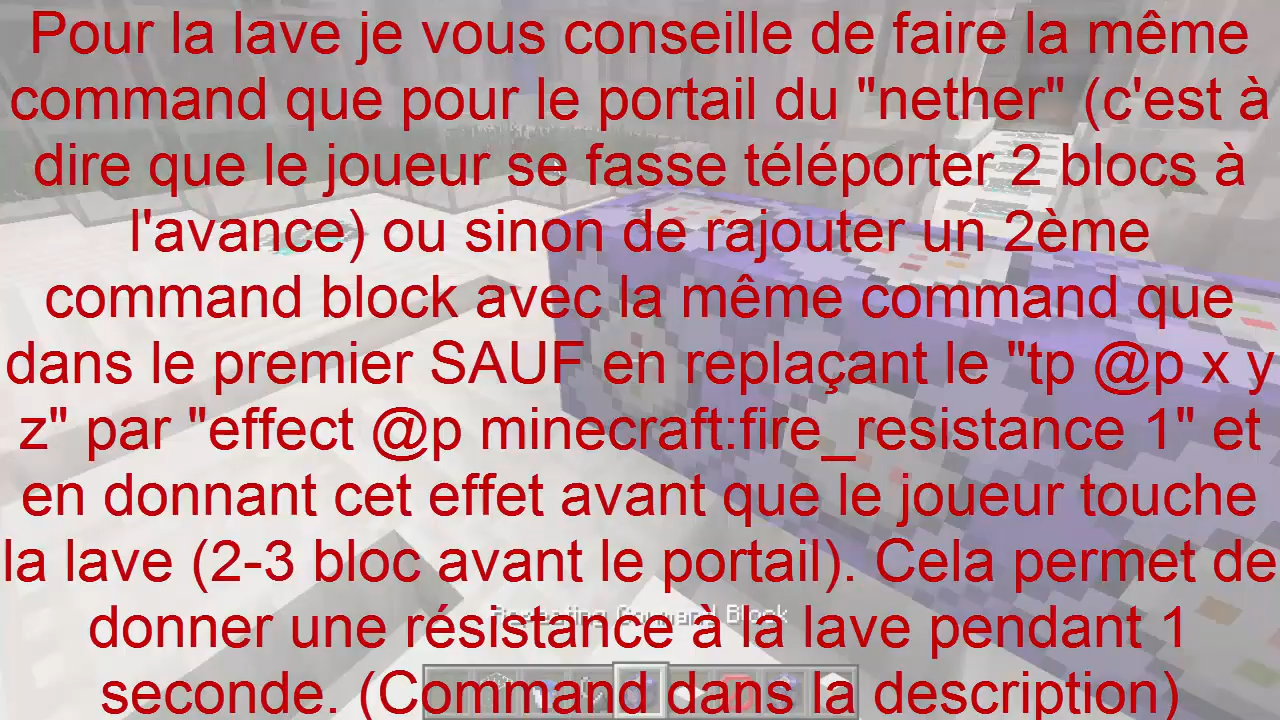 Pour la lave je vous conseille de faire la même
command que pour le portail du "nether" (c'est à
dire que le joueur se fasse téléporter 2 blocs à
l'avance) ou sinon de rajouter un 2ème
command block avec la même command que
dans le premier SAUF en replaçant le "tp @p x y
z" par "effect @p minecraft:fire_resistance 1" et
en donnant cet effet avant que le joueur touche
la lave (2-3 bloc avant le portail). Cela permet de
donner une résistance à la lave pendant 1
Repeating Command Block
seconde. (Command dans la description)